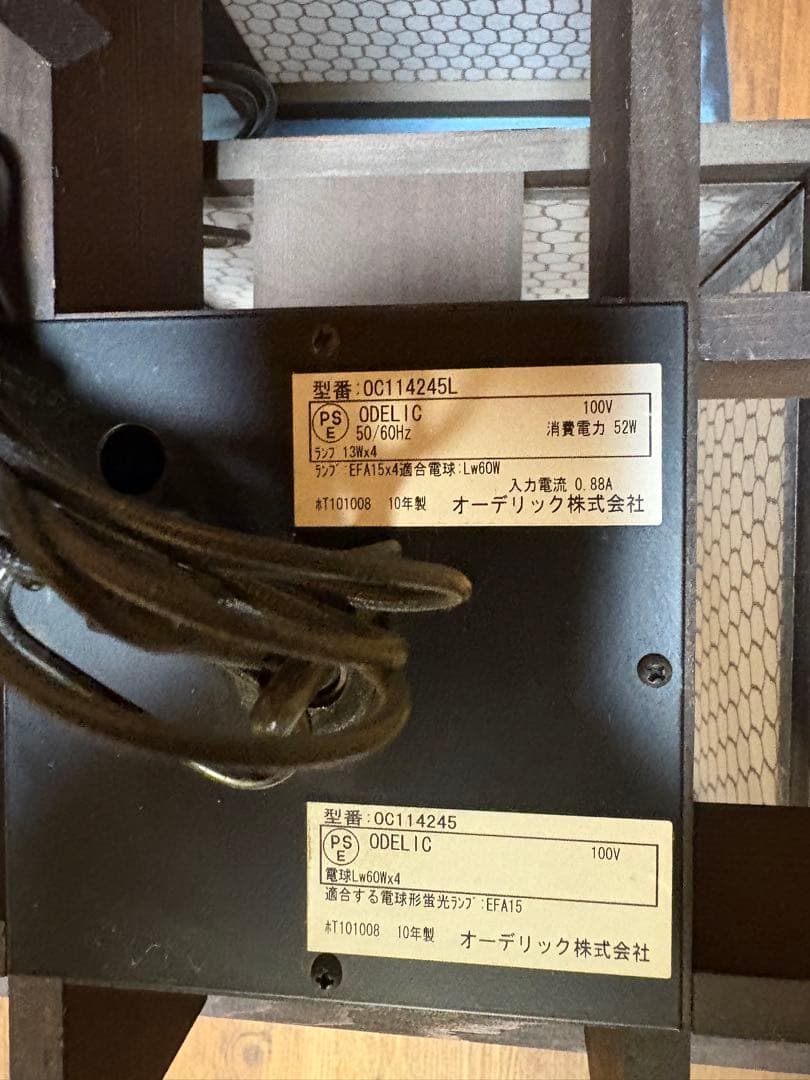 型番:OC114245L
PSE ODELIC 100V
50/60Hz 消費電力 52W
ランプ 13Wx4
ランプ:EFA15x4適合電球:Lw60W
入力電流 0.88A
ホT101008 10年製 オーデリック株式会社
型番:OC114245
PSE ODELIC 100V
電球Lw60Wx4
適合する電球形蛍光ランプ:EFA15
ホT101008 10年製 オーデリック株式会社